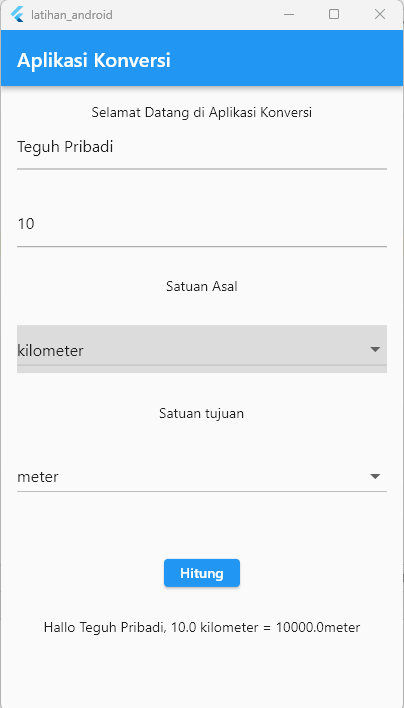 latihan_android
Aplikasi Konversi
Selamat Datang di Aplikasi Konversi
Teguh Pribadi
10
Satuan Asal
kilometer
Satuan tujuan
meter
Hitung
Hallo Teguh Pribadi, 10.0 kilometer = 10000.0meter